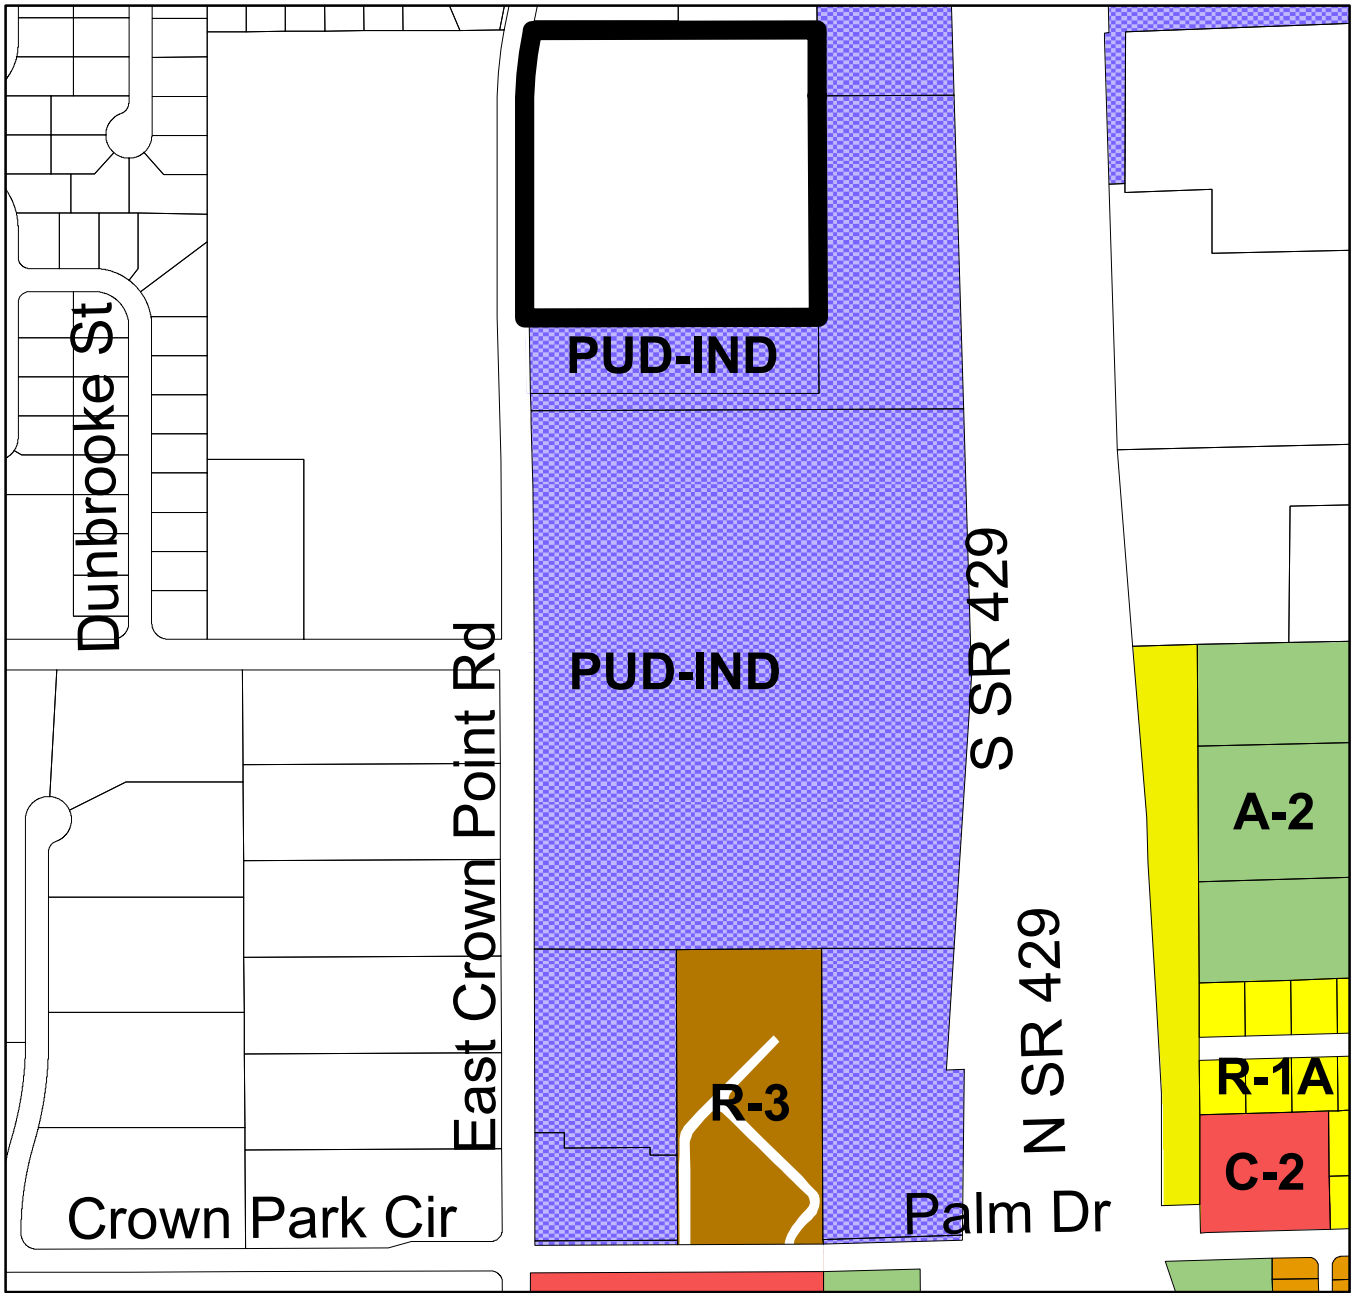 PUD-IND
Dunbrooke St
S SR 429
PUD-IND
East Crown Point Rd
A-2
N SR 429
R-1A
R-3
C-2
Crown Park Cir
Palm Dr